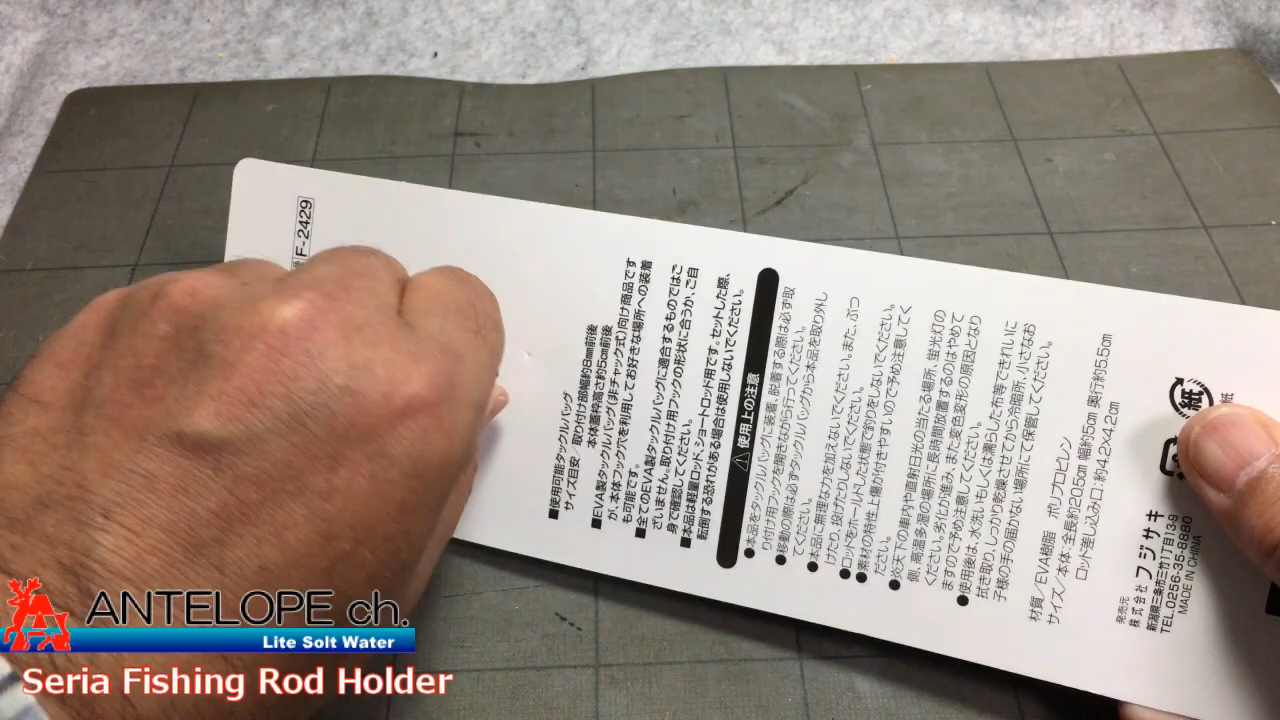 F-2429
■使用可能タックルバッグ
サイズ目安／取り付け部幅約8mm前後
本体蓋枠高さ約5cm前後
■EVA製タックルバッグ(非チャック式)向け商品です
が、本体フック穴を利用してお好きな場所への装着
も可能です。
■全てのEVA製タックルバッグに適合するものではご
ざいません。取り付け用フックの形状に合うか、ご自
身で確認してください。
■本品は軽量ロッド、ショートロッド用です。セットした際、
転倒する恐れがある場合は使用しないでください。
⚠使用上の注意
●本品をタックルバッグに装着、脱着する際は必ず取
り付け用フックを開きながら行ってください。
●移動の際は必ずタックルバッグから本品を取り外し
てください。
●本品に無理な力を加えないでください。また、ぶつ
けたり、投げたりしないでください。
●ロッドをホールドした状態で釣りをしないでください。
●素材の特性上傷が付きやすいので予め注意してく
ださい。
●炎天下の車内や直射日光の当たる場所、蛍光灯の
側、高温多湿の場所に長時間放置するのはやめて
ください。劣化が進み、また変色変形の原因となり
ますので予め注意してください。
●使用後は、水洗いもしくは濡らした布等できれいに
拭き取り、しっかり乾燥させてから冷暗所、小さなお
子様の手の届かない場所にて保管してください。
材質／EVA樹脂 ポリプロピレン
サイズ／本体：全長約20.5cm 幅約5cm 奥行約5.5cm
ロッド差し込み口：約4.2×4.2cm
発売元
株式会社フジサキ
新潟県三条市三竹1丁目13-9
TEL.0256-35-8880
MADE IN CHINA
紙
紙
ANTELOPE ch.
Lite Solt Water
Seria Fishing Rod Holder